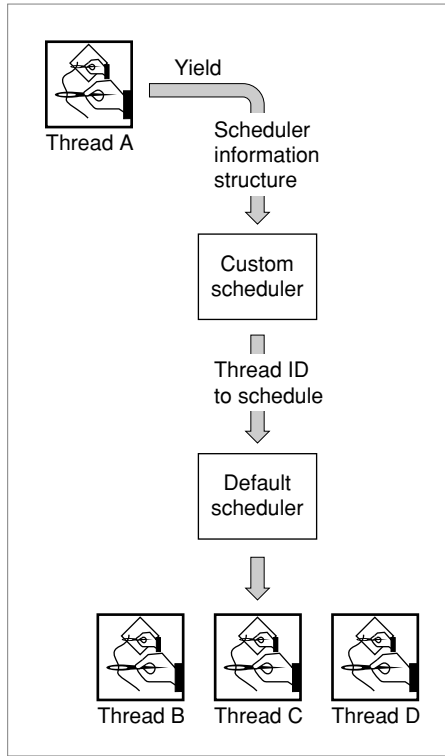 Yield
Thread A
Scheduler
information
structure
Custom
scheduler
Thread ID
to schedule
Default
scheduler
Thread B
Thread C
Thread D